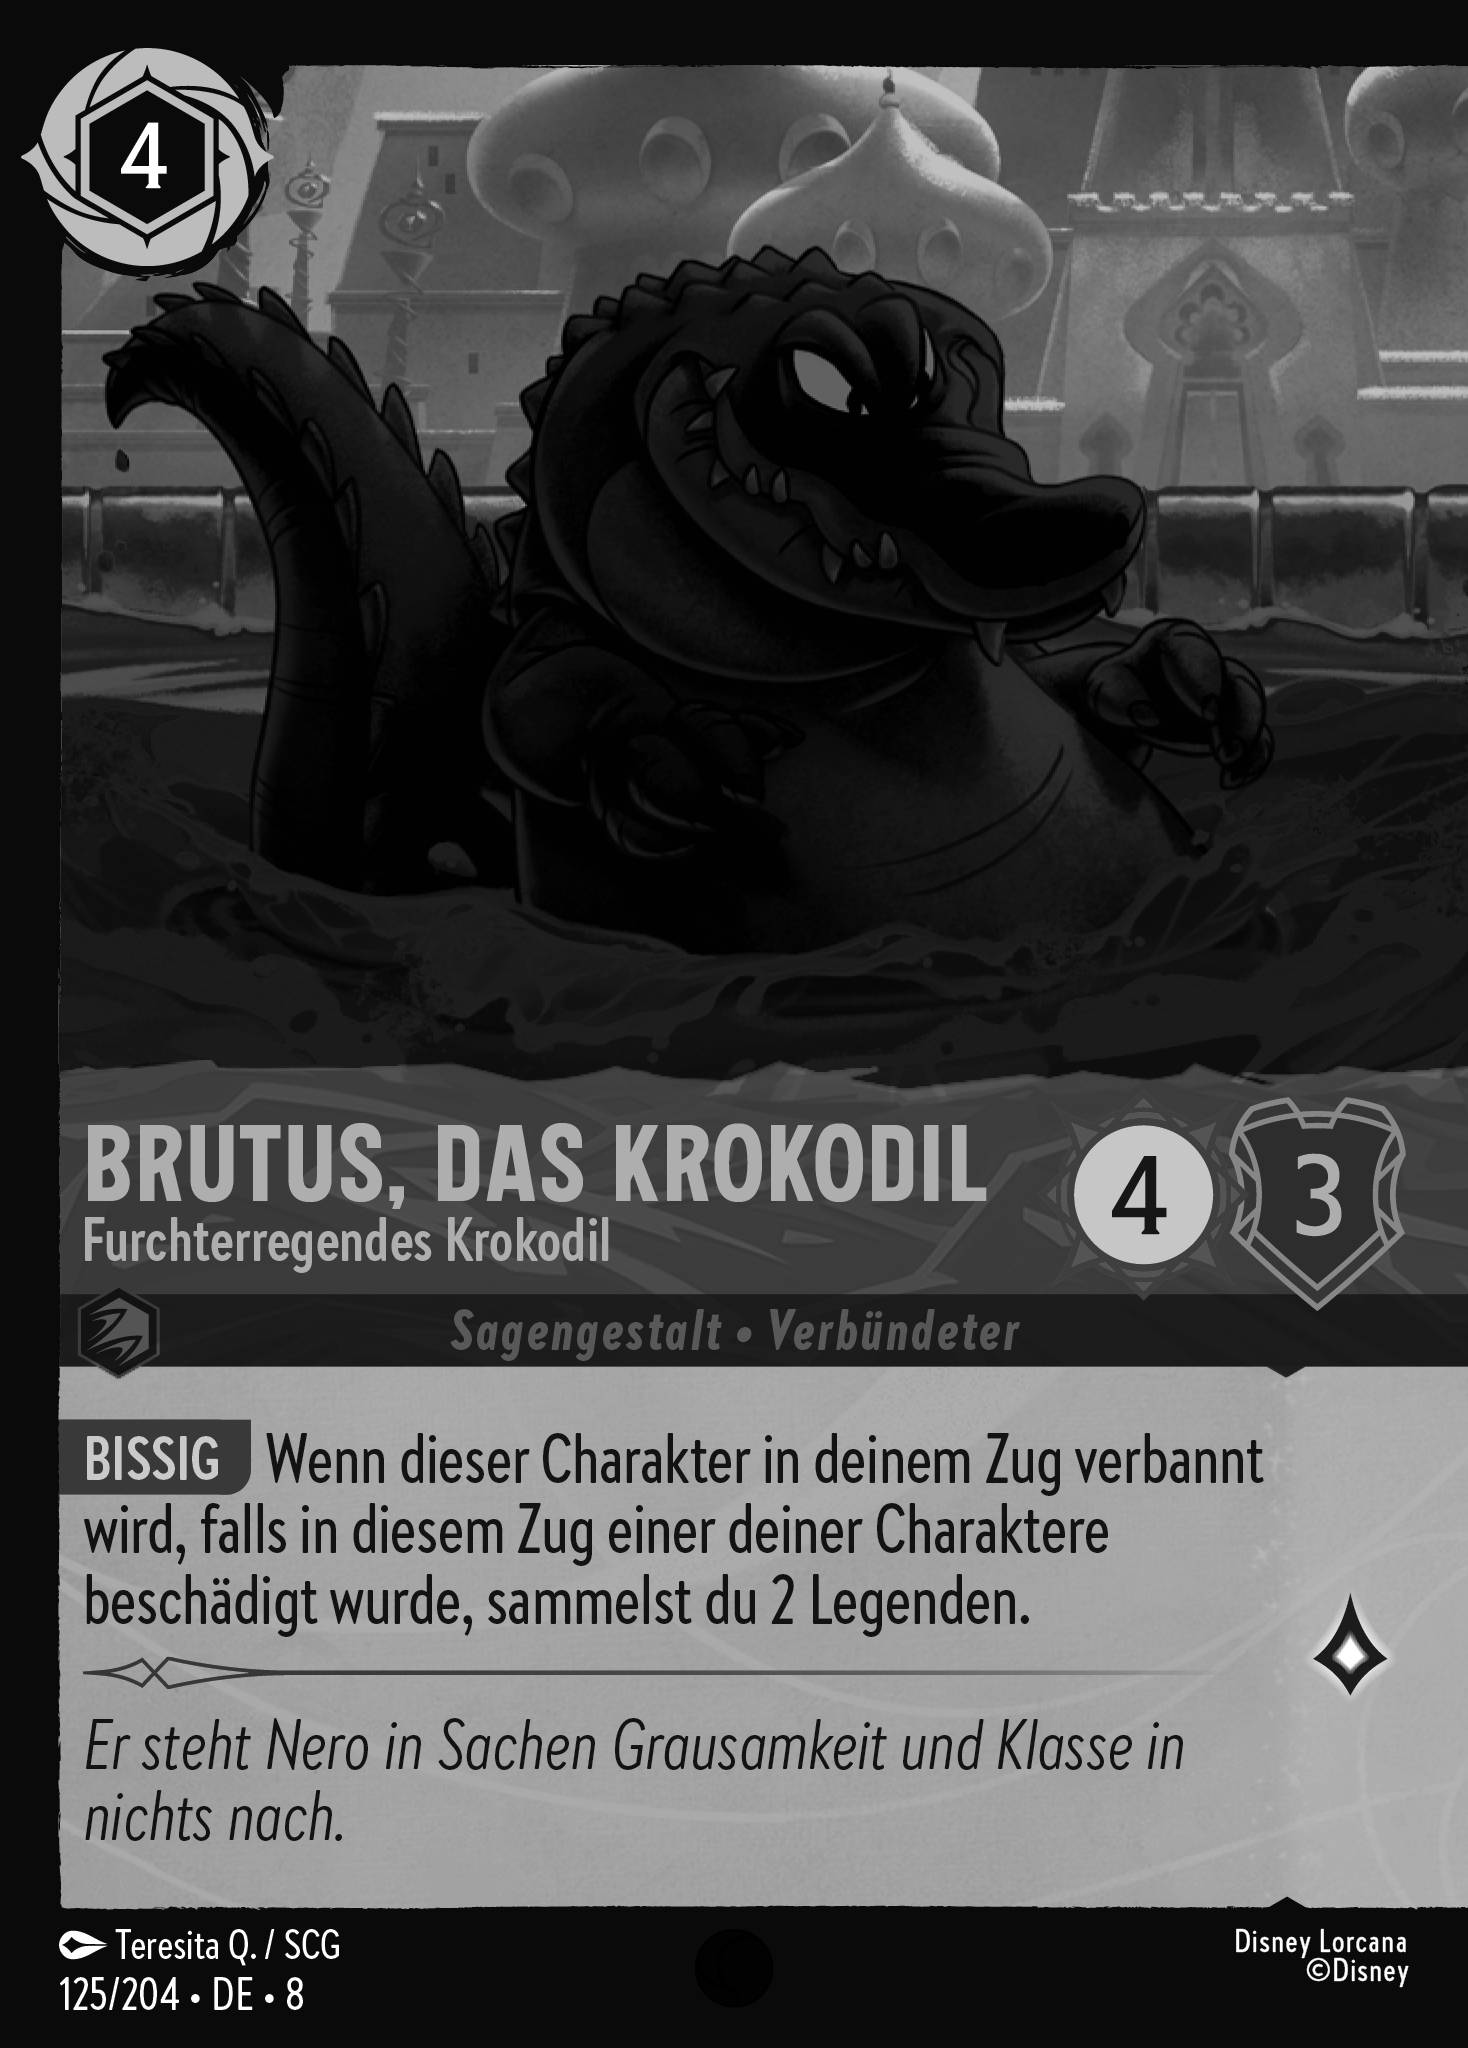 4
BRUTUS, DAS KROKODIL
Furchterregendes Krokodil
4
3
Sagengestalt • Verbündeter
BISSIG Wenn dieser Charakter in deinem Zug verbannt
wird, falls in diesem Zug einer deiner Charaktere
beschädigt wurde, sammelst du 2 Legenden.
Er steht Nero in Sachen Grausamkeit und Klasse in
nichts nach.
Teresita Q. / SCG
125/204 • DE • 8
Disney Lorcana
©Disney